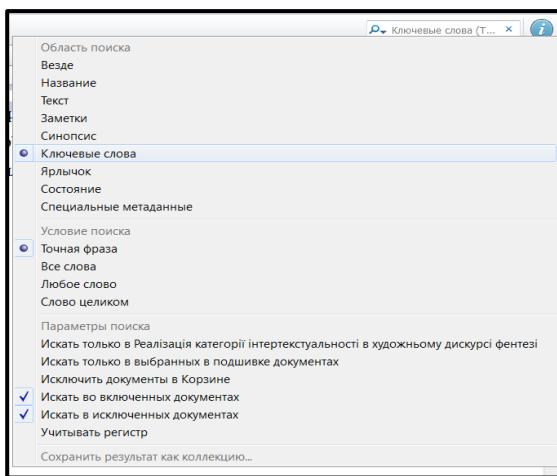 Ключевые слова (Т...
Область поиска
Везде
Название
Текст
Заметки
Синопсис
Ключевые слова
Ярлычок
Состояние
Специальные метаданные
Условие поиска
Точная фраза
Все слова
Любое слово
Слово целиком
Параметры поиска
Искать только в Реалізація категорії інтертекстуальності в художньому дискурсі фентезі
Искать только в выбранных в подшивке документах
Исключить документы в Корзине
Искать во включенных документах
Искать в исключенных документах
Учитывать регистр
Сохранить результат как коллекцию...